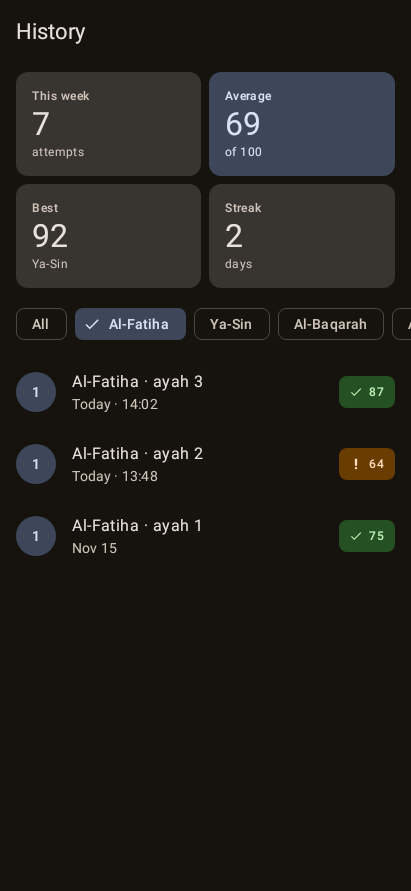 History
This week
7
attempts
Average
69
of 100
Best
92
Ya-Sin
Streak
2
days
All
Al-Fatiha
Ya-Sin
Al-Baqarah
1
Al-Fatiha · ayah 3
Today · 14:02
87
1
Al-Fatiha · ayah 2
Today · 13:48
! 64
1
Al-Fatiha · ayah 1
Nov 15
75